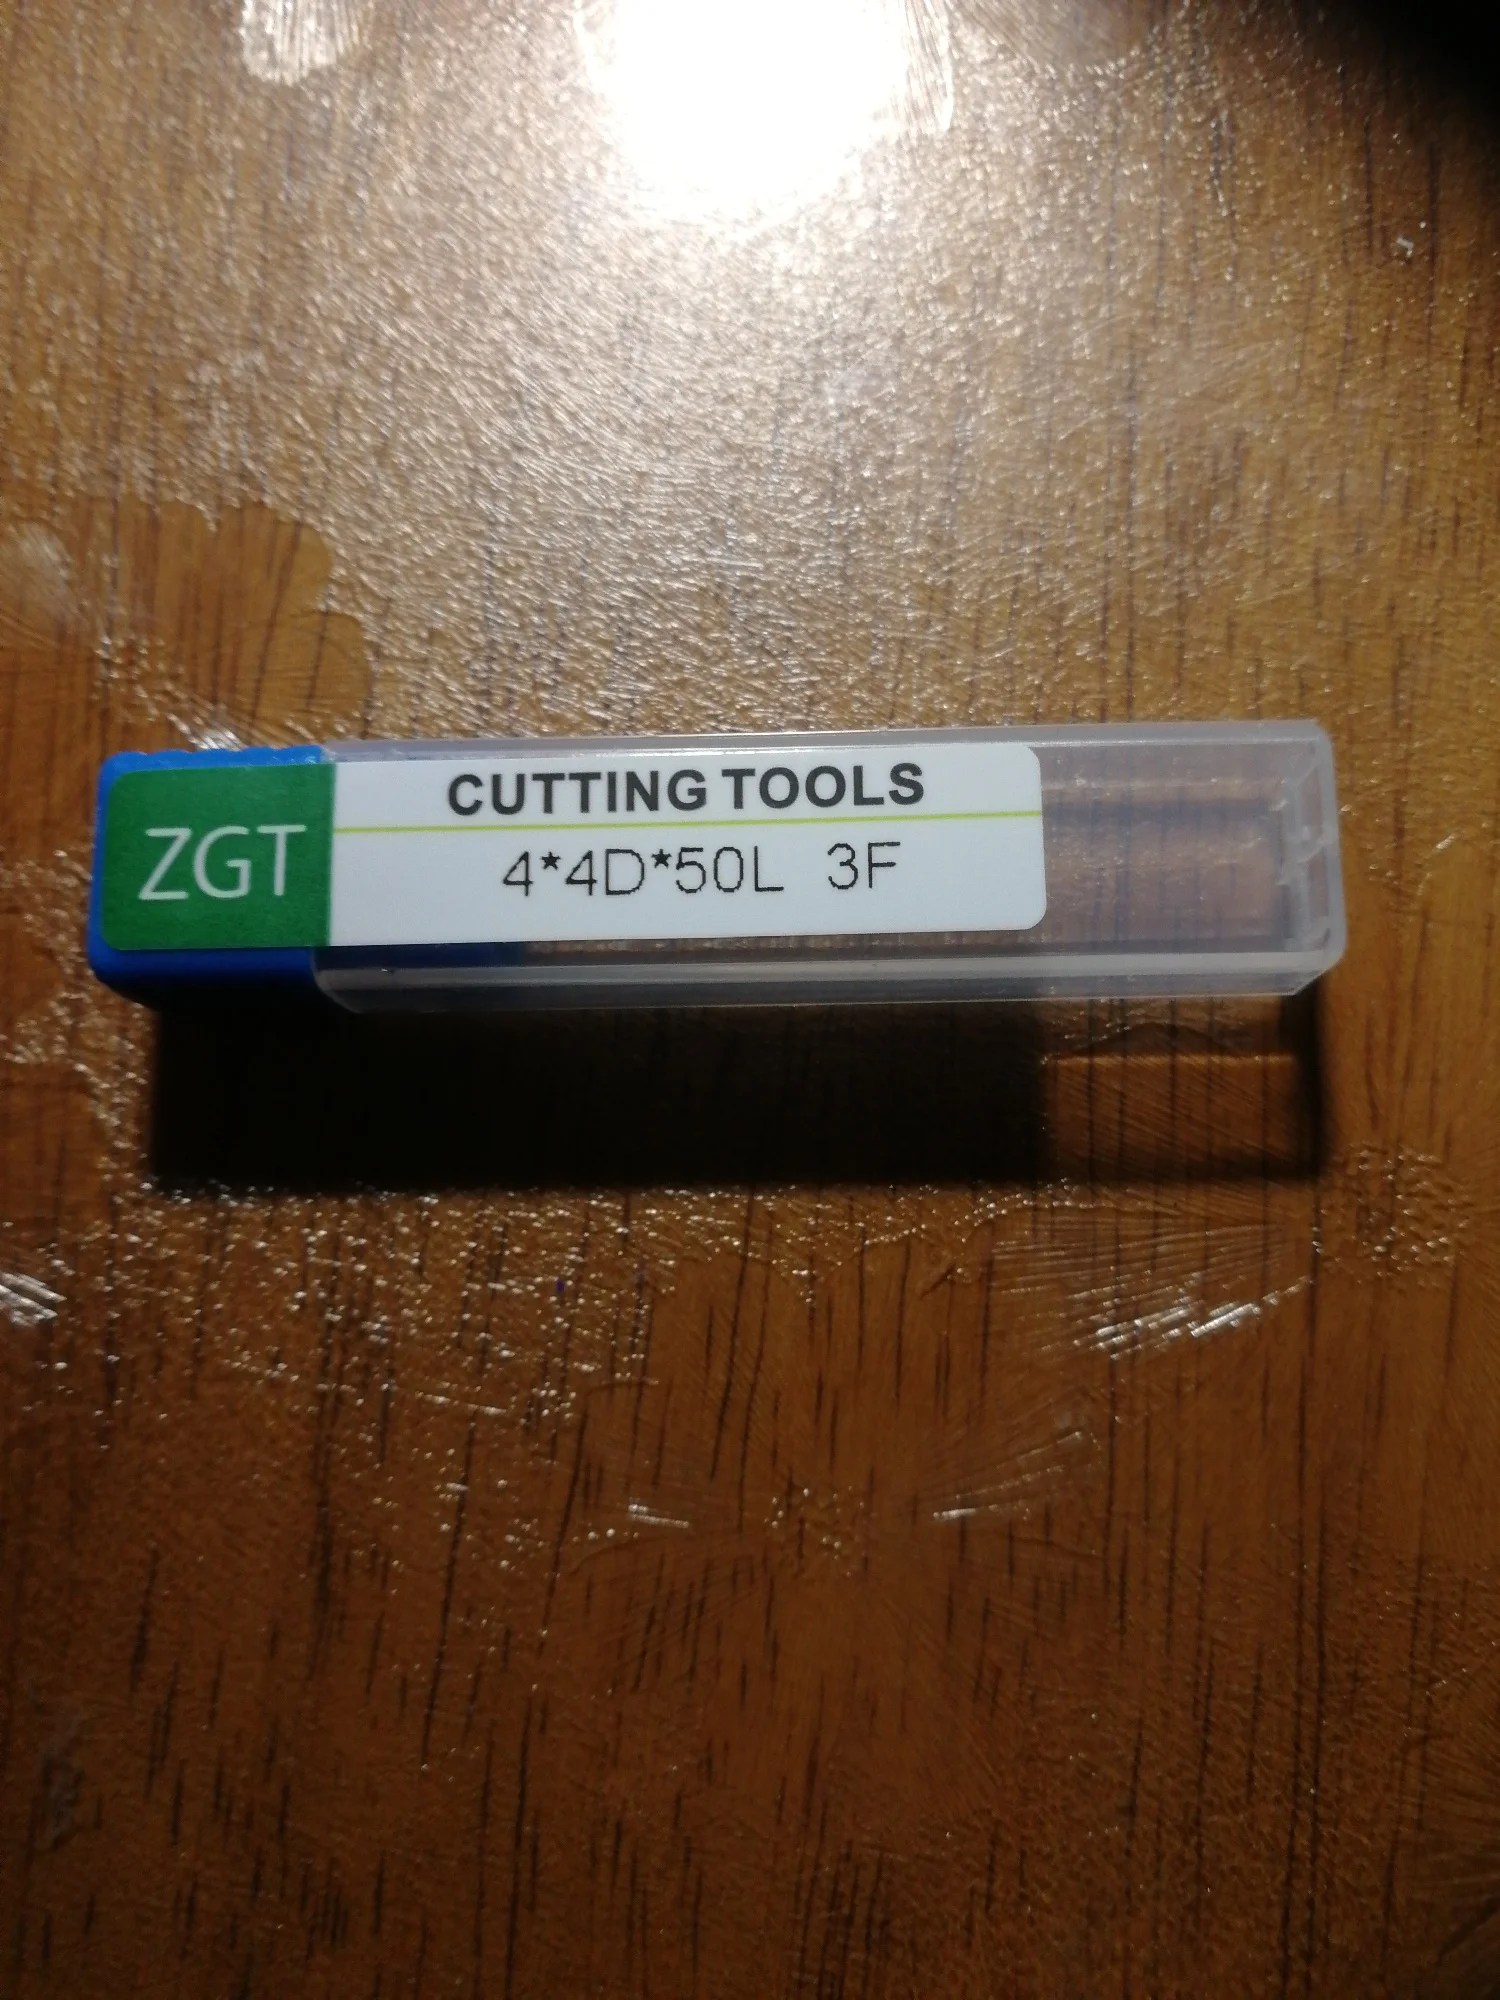 ZGT
CUTTING TOOLS
4*4D*50L 3F